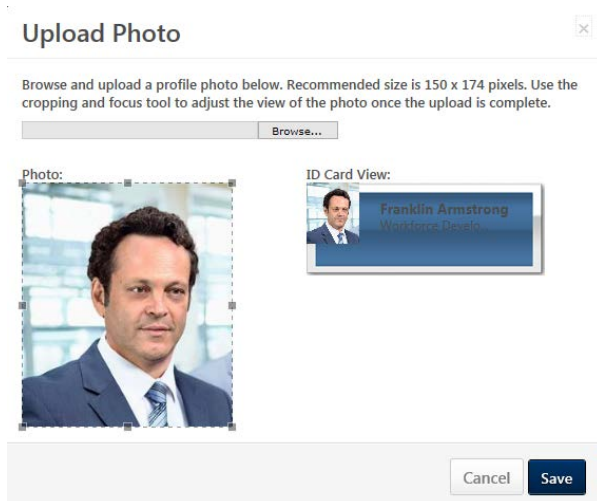 Upload Photo
Browse and upload a profile photo below. Recommended size is 150 x 174 pixels. Use the
cropping and focus tool to adjust the view of the photo once the upload is complete.
Browse...
Photo:
ID Card View:
Franklin Armstrong
Workforce Develo...
Cancel
Save